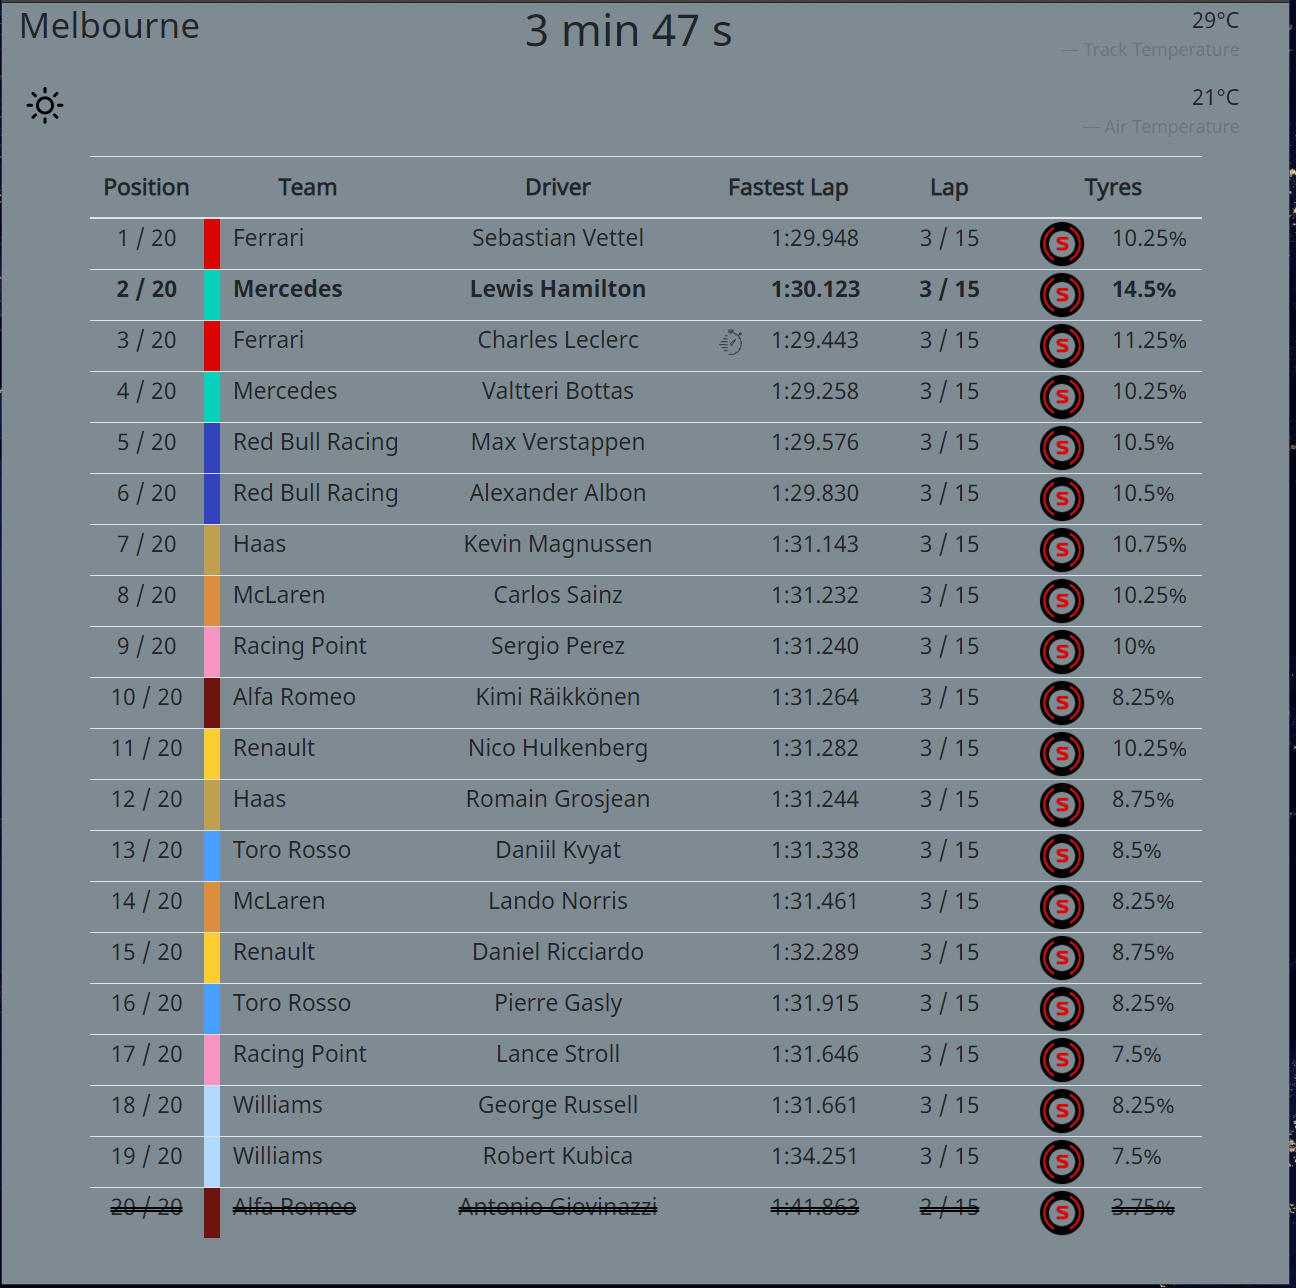 Melbourne 3 min 47 s 29°C
— Track Temperature
21°C
— Air Temperature
Position Team Driver Fastest Lap Lap Tyres
1 / 20 Ferrari Sebastian Vettel 1:29.948 3 / 15 S 10.25%
2 / 20 Mercedes Lewis Hamilton 1:30.123 3 / 15 S 14.5%
3 / 20 Ferrari Charles Leclerc 1:29.443 3 / 15 S 11.25%
4 / 20 Mercedes Valtteri Bottas 1:29.258 3 / 15 S 10.25%
5 / 20 Red Bull Racing Max Verstappen 1:29.576 3 / 15 S 10.5%
6 / 20 Red Bull Racing Alexander Albon 1:29.830 3 / 15 S 10.5%
7 / 20 Haas Kevin Magnussen 1:31.143 3 / 15 S 10.75%
8 / 20 McLaren Carlos Sainz 1:31.232 3 / 15 S 10.25%
9 / 20 Racing Point Sergio Perez 1:31.240 3 / 15 S 10%
10 / 20 Alfa Romeo Kimi Räikkönen 1:31.264 3 / 15 S 8.25%
11 / 20 Renault Nico Hulkenberg 1:31.282 3 / 15 S 10.25%
12 / 20 Haas Romain Grosjean 1:31.244 3 / 15 S 8.75%
13 / 20 Toro Rosso Daniil Kvyat 1:31.338 3 / 15 S 8.5%
14 / 20 McLaren Lando Norris 1:31.461 3 / 15 S 8.25%
15 / 20 Renault Daniel Ricciardo 1:32.289 3 / 15 S 8.75%
16 / 20 Toro Rosso Pierre Gasly 1:31.915 3 / 15 S 8.25%
17 / 20 Racing Point Lance Stroll 1:31.646 3 / 15 S 7.5%
18 / 20 Williams George Russell 1:31.661 3 / 15 S 8.25%
19 / 20 Williams Robert Kubica 1:34.251 3 / 15 S 7.5%
20 / 20 Alfa Romeo Antonio Giovinazzi 1:41.863 2 / 15 S 3.75%